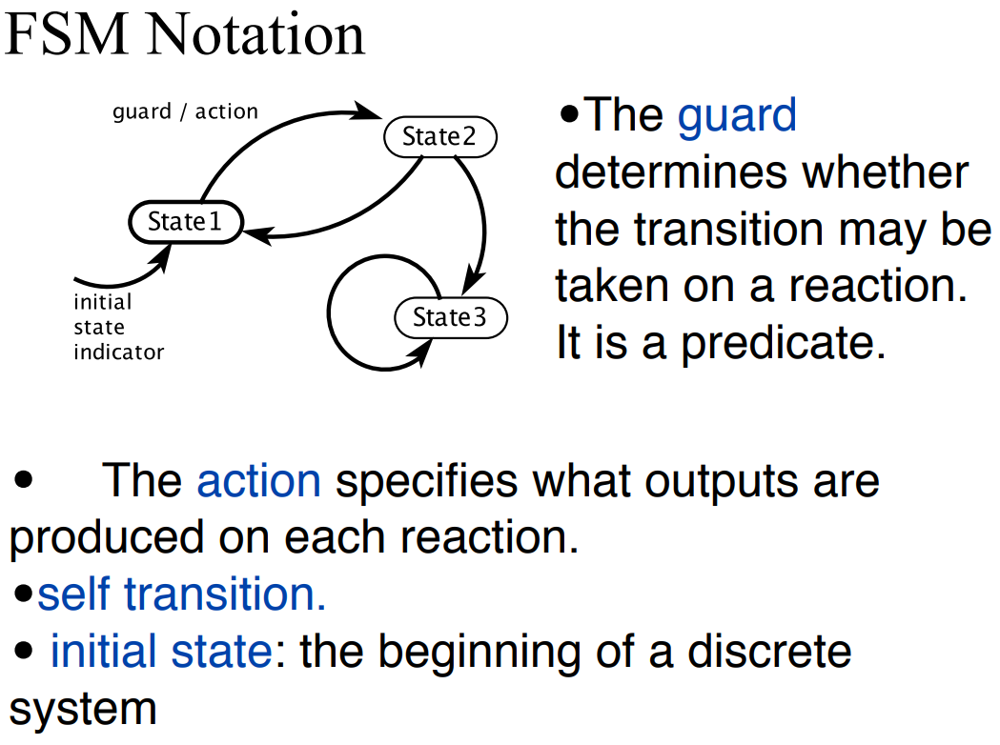 FSM Notation
guard / action
State2
State1
initial
state
indicator
State3
•The guard
determines whether
the transition may be
taken on a reaction.
It is a predicate.
• The action specifies what outputs are
produced on each reaction.
•self transition.
• initial state: the beginning of a discrete
system